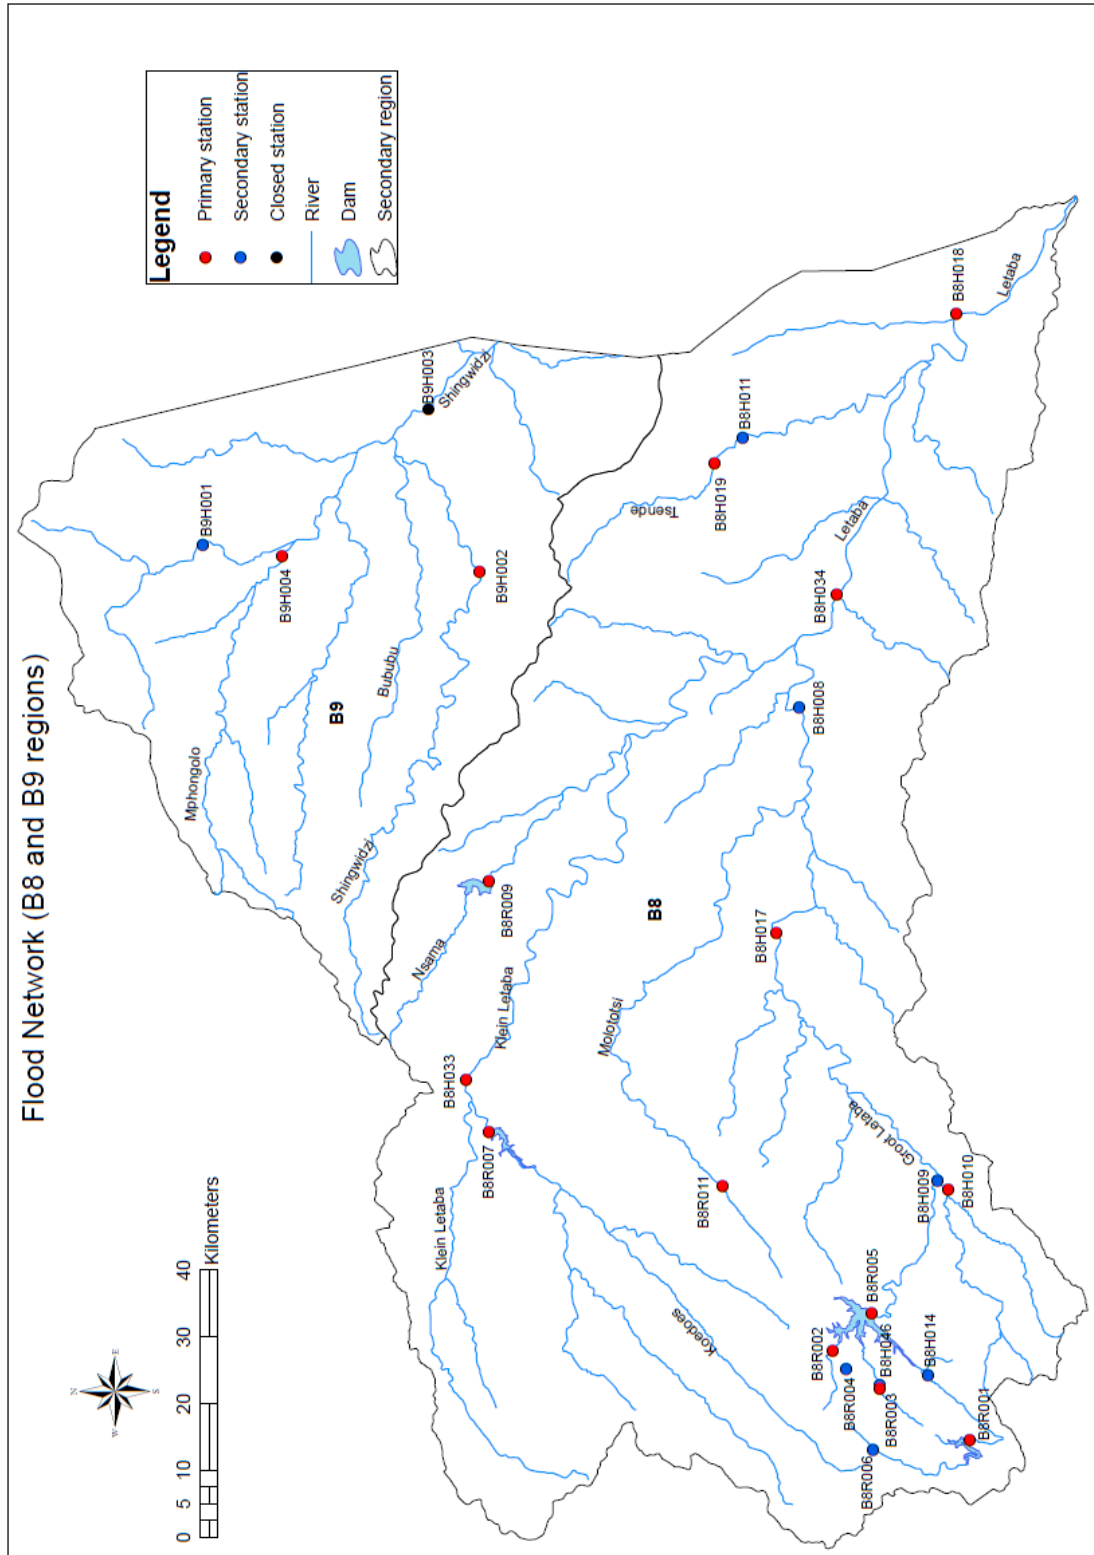 Flood Network (B8 and B9 regions)
0 5 10 20 30 40
Kilometers
N
W
E
S
Legend
Primary station
Secondary station
Closed station
River
Dam
Secondary region
B9H001
B9H004
B9H003
Shingwidzi
B9H002
Bububu
B9
Mphongolo
Shingwidzi
Nsama
B8R009
Klein Letaba
B8H033
B8R007
Klein Letaba
Koedoes
B8
Molototsi
B8R011
B8H017
Groot Letaba
B8H009
B8H010
B8R005
B8R002
B8R004
B8H046
B8R003
B8H014
B8R006
B8R001
B8H008
B8H034
Letaba
Tsende
B8H019
B8H011
B8H018
Letaba